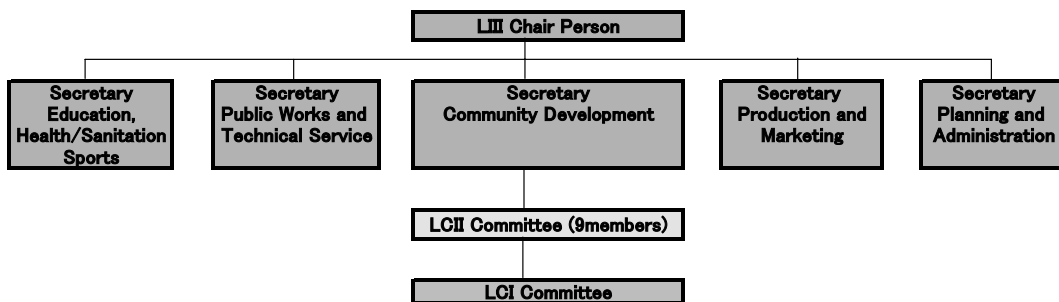 LIII Chair Person
Secretary
Education,
Health/Sanitation
Sports
Secretary
Public Works and
Technical Service
Secretary
Community Development
Secretary
Production and
Marketing
Secretary
Planning and
Administration
LCII Committee (9members)
LCI Committee